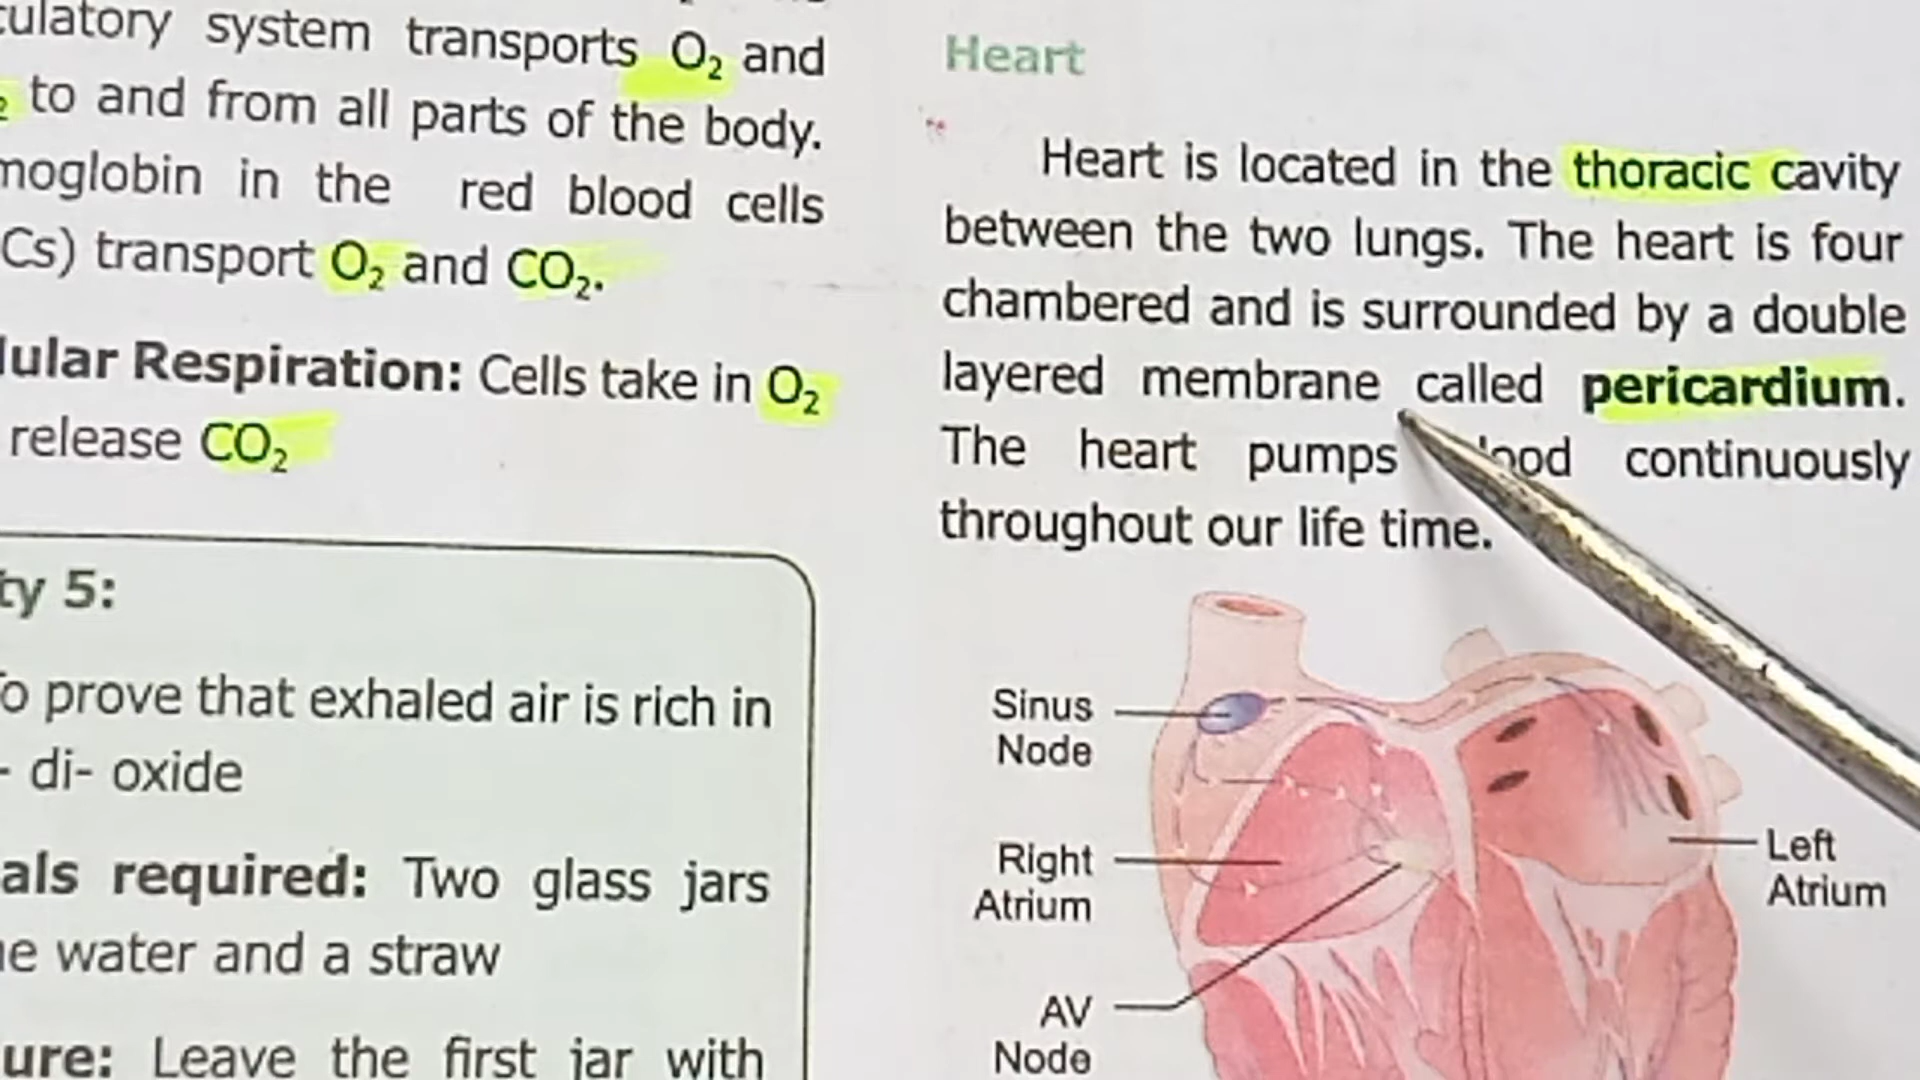 culatory system transports O₂ and
₂ to and from all parts of the body.
moglobin in the red blood cells
Cs) transport O₂ and CO₂.
lular Respiration: Cells take in O₂
release CO₂
ty 5:
To prove that exhaled air is rich in
- di- oxide
als required: Two glass jars
e water and a straw
ure: Leave the first jar with
Heart
Heart is located in the thoracic cavity
between the two lungs. The heart is four
chambered and is surrounded by a double
layered membrane called pericardium.
The heart pumps lood continuously
throughout our life time.
Sinus
Node
Right
Atrium
AV
Node
Left
Atrium